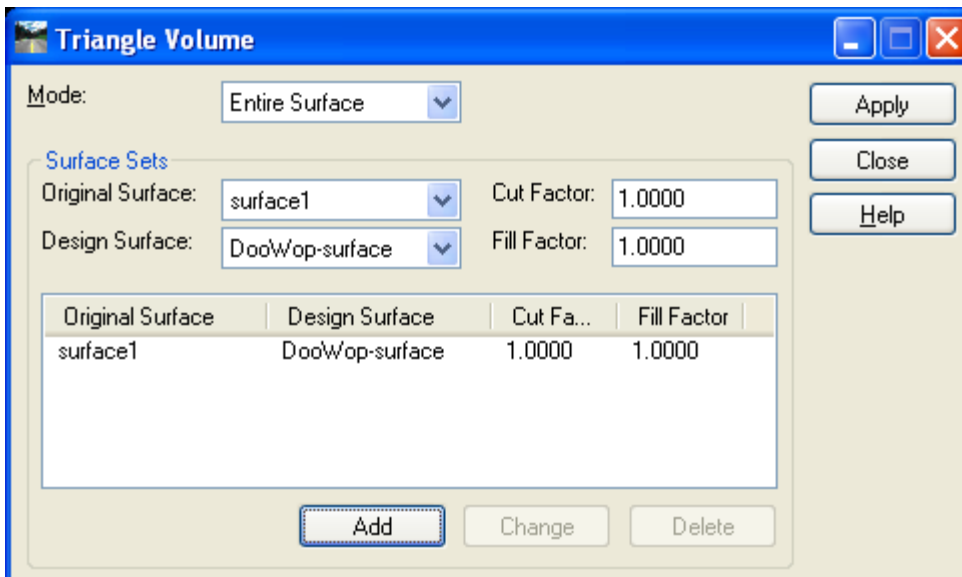 Triangle Volume
Mode: Entire Surface
Apply
Surface Sets
Close
Original Surface: surface1 Cut Factor: 1.0000
Help
Design Surface: DooWop-surface Fill Factor: 1.0000
Original Surface Design Surface Cut Fa... Fill Factor
surface1 DooWop-surface 1.0000 1.0000
Add Change Delete